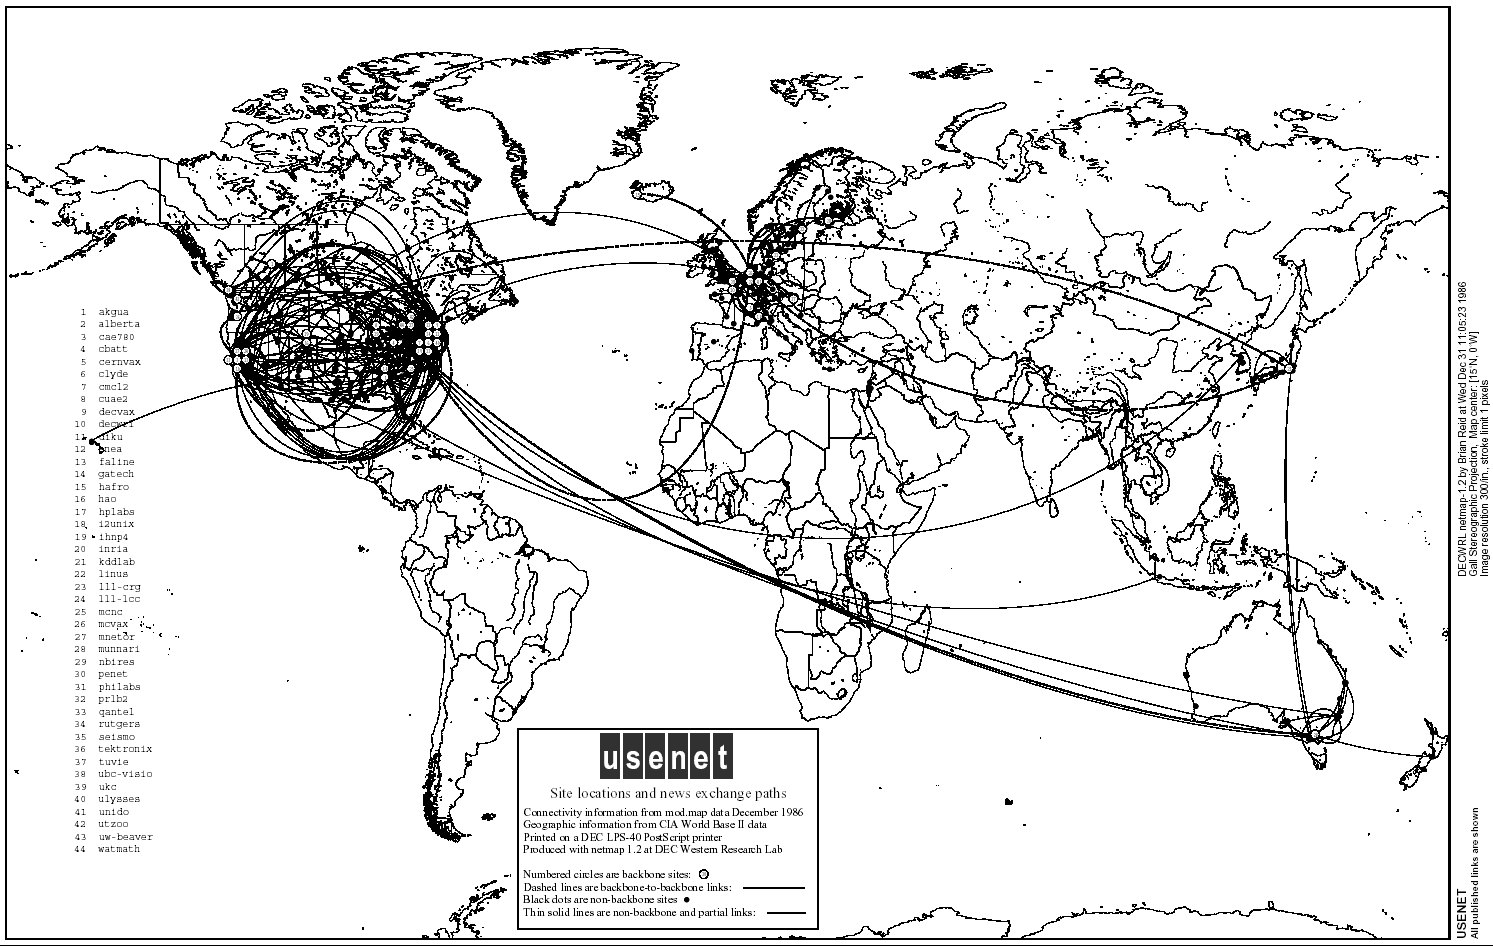 1 akgua
2 alberta
3 cae780
4 cbatt
5 cernvax
6 clyde
7 cmcl2
8 cuae2
9 decvax
10 decwrl
11 diku
12 enea
13 faline
14 gatech
15 hafro
16 hao
17 hplabs
18 i2unix
19 ihnp4
20 inria
21 kddlab
22 linus
23 lll-crg
24 lll-lcc
25 mcnc
26 mcvax
27 mnetor
28 munnari
29 nbires
30 penet
31 philabs
32 prlb2
33 qantel
34 rutgers
35 seismo
36 tektronix
37 tuvie
38 ubc-visio
39 ukc
40 ulysses
41 unido
42 utzoo
43 uw-beaver
44 watmath
usenet
Site locations and news exchange paths
Connectivity information from mod.map data December 1986
Geographic information from CIA World Base II data
Printed on a DEC LPS-40 PostScript printer
Produced with netmap 1.2 at DEC Western Research Lab
Numbered circles are backbone sites:
Dashed lines are backbone-to-backbone links:
Black dots are non-backbone sites
Thin solid lines are non-backbone and partial links:
DECWRL netmap-1.2 by Brian Reid at Wed Dec 31 11:05:23 1986
Gall Stereographic Projection, Map center: [15°N, 0°W]
Image resolution 300/in., stroke limit 1 pixels
USENET
All published links are shown